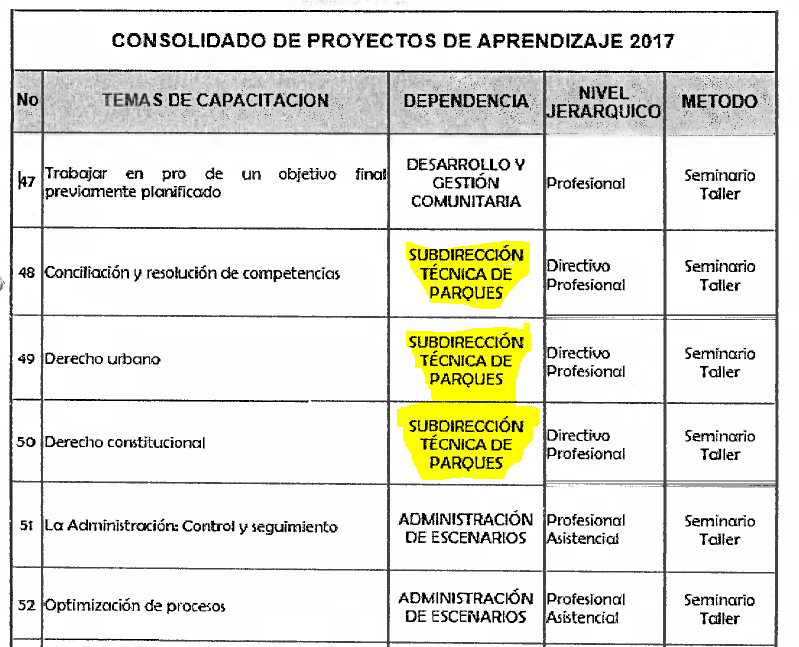 CONSOLIDADO DE PROYECTOS DE APRENDIZAJE 2017
No TEMAS DE CAPACITACION DEPENDENCIA NIVEL JERARQUICO METODO
47 Trabajar en pro de un objetivo final
previamente planificado
DESARROLLO Y
GESTIÓN
COMUNITARIA
Profesional
Seminario
Taller
48 Conciliación y resolución de competencias
SUBDIRECCIÓN
TÉCNICA DE
PARQUES
Directivo
Profesional
Seminario
Taller
49 Derecho urbano
SUBDIRECCIÓN
TÉCNICA DE
PARQUES
Directivo
Profesional
Seminario
Taller
50 Derecho constitucional
SUBDIRECCIÓN
TÉCNICA DE
PARQUES
Directivo
Profesional
Seminario
Taller
51 La Administración: Control y seguimiento
ADMINISTRACIÓN
DE ESCENARIOS
Profesional
Asistencial
Seminario
Taller
52 Optimización de procesos
ADMINISTRACIÓN
DE ESCENARIOS
Profesional
Asistencial
Seminario
Taller